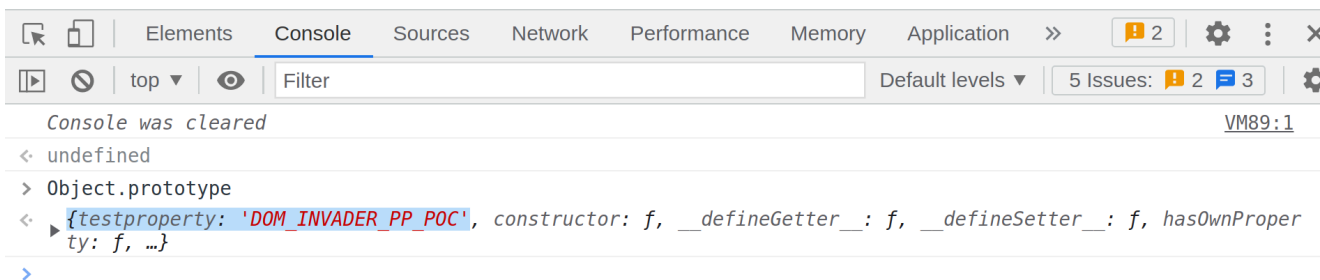 Elements Console Sources Network Performance Memory Application 2
top Filter Default levels 5 Issues: 2 3
Console was cleared VM89:1
undefined
Object.prototype
{testproperty: 'DOM_INVADER_PP_POC', constructor: ƒ, __defineGetter__: ƒ, __defineSetter__: ƒ, hasOwnProper
ty: ƒ, …}